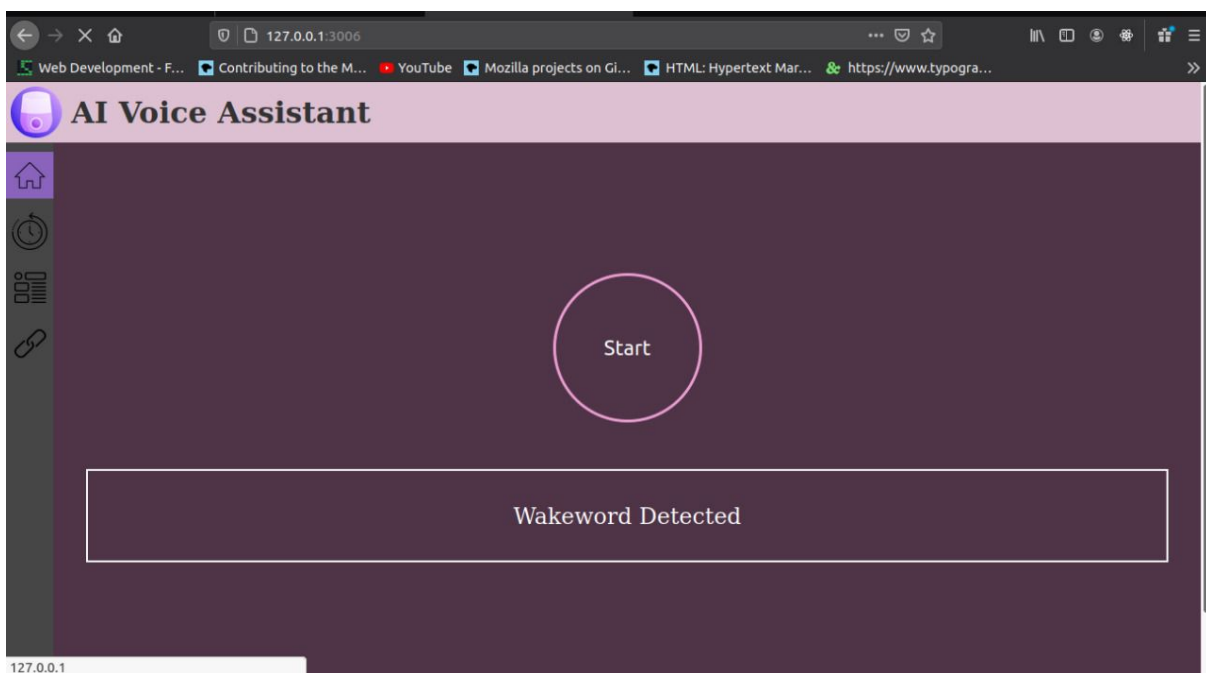 127.0.0.1:3006
Web Development - F... Contributing to the M... YouTube Mozilla projects on Gi... HTML: Hypertext Mar... https://www.typogra...
AI Voice Assistant
Start
Wakeword Detected
127.0.0.1